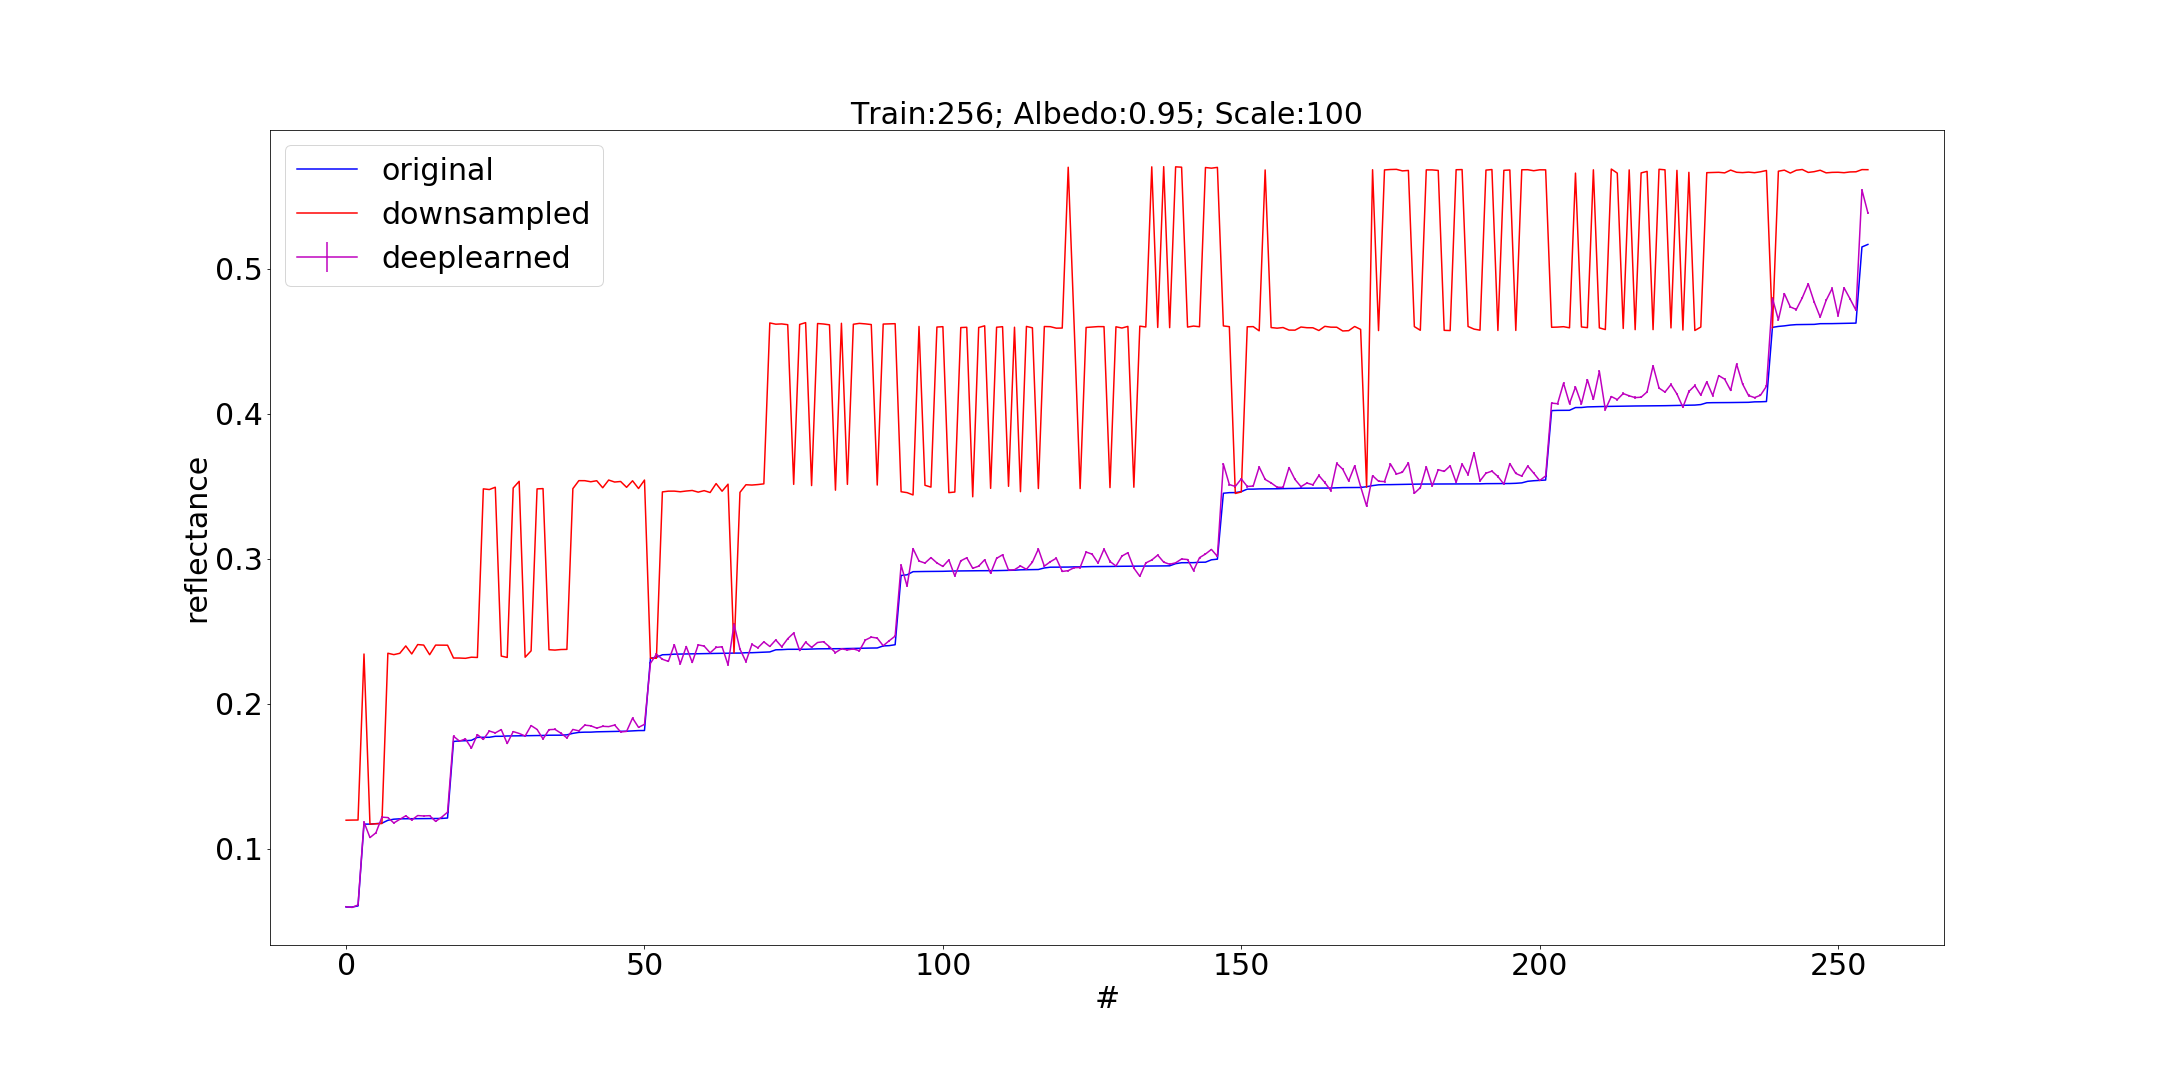 Train:256; Albedo:0.95; Scale:100
original
downsampled
deeplearned
reflectance
0.5
0.4
0.3
0.2
0.1
0 50 100 150 200 250
#